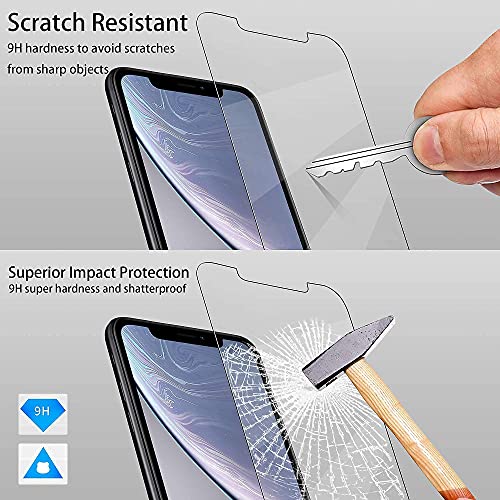 Scratch Resistant
9H hardness to avoid scratches
from sharp objects
Superior Impact Protection
9H super hardness and shatterproof
9H